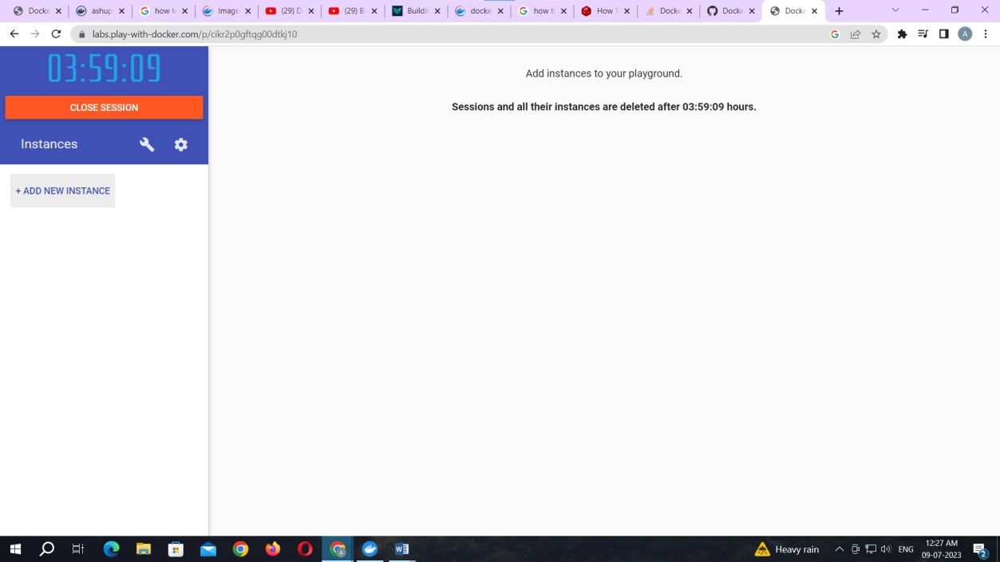 Docke
ashup
how t
Image
(29) D
(29) B
Buildin
docke
how to
How T
Docke
Docke
Docke
labs.play-with-docker.com/p/cikr2p0gftqg00dtkj10
A
03:59:09
CLOSE SESSION
Instances
+ ADD NEW INSTANCE
Add instances to your playground.
Sessions and all their instances are deleted after 03:59:09 hours.
Heavy rain
ENG
12:27 AM
09-07-2023
2